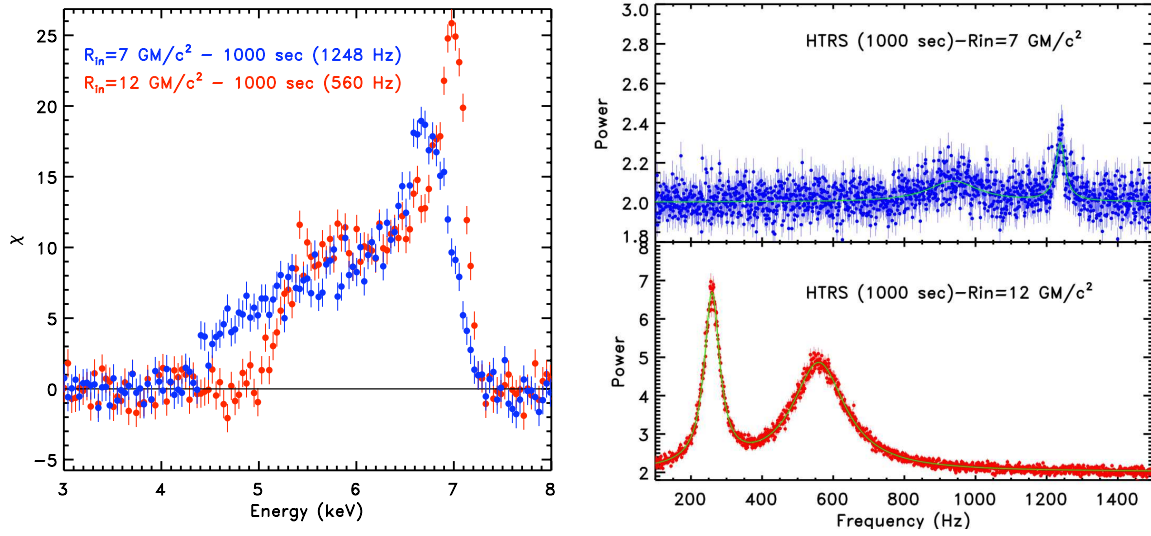 R_in=7 GM/c² – 1000 sec (1248 Hz)
R_in=12 GM/c² – 1000 sec (560 Hz)
25
20
15
10
5
0
−5
χ
3 4 5 6 7 8
Energy (keV)
HTRS (1000 sec)–Rin=7 GM/c²
3.0
2.8
2.6
2.4
2.2
2.0
1.8
Power
HTRS (1000 sec)–Rin=12 GM/c²
8
7
6
5
4
3
2
Power
200 400 600 800 1000 1200 1400
Frequency (Hz)